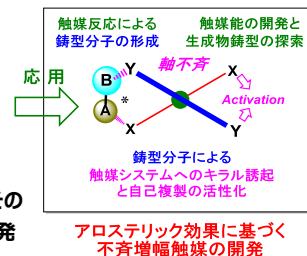 触媒反応による
鋳型分子の形成
触媒能の開発と
生成物鋳型の探索
応用
軸不斉
B
Y
A
*
X
X
Activation
Y
鋳型分子による
触媒システムへのキラル誘起
と自己複製の活性化
その
発
アロステリック効果に基づく
不斉増幅触媒の開発